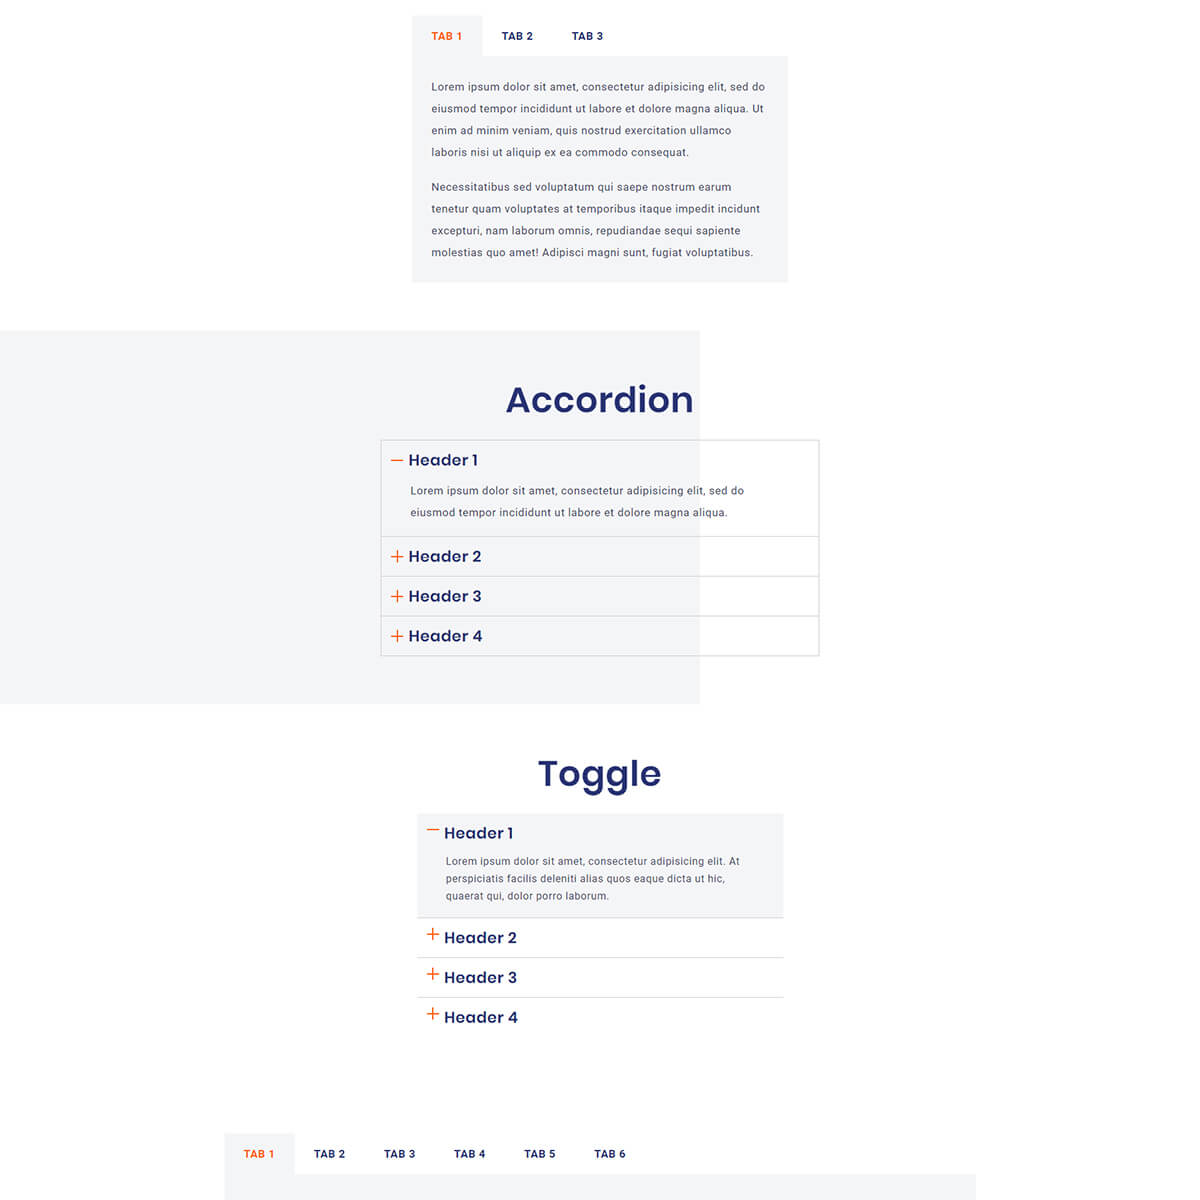 TAB 1 TAB 2 TAB 3
Lorem ipsum dolor sit amet, consectetur adipisicing elit, sed do
eiusmod tempor incididunt ut labore et dolore magna aliqua. Ut
enim ad minim veniam, quis nostrud exercitation ullamco
laboris nisi ut aliquip ex ea commodo consequat.
Necessitatibus sed voluptatum qui saepe nostrum earum
tenetur quam voluptates at temporibus itaque impedit incidunt
excepturi, nam laborum omnis, repudiandae sequi sapiente
molestias quo amet! Adipisci magni sunt, fugiat voluptatibus.
Accordion
Header 1
Lorem ipsum dolor sit amet, consectetur adipisicing elit, sed do
eiusmod tempor incididunt ut labore et dolore magna aliqua.
Header 2
Header 3
Header 4
Toggle
Header 1
Lorem ipsum dolor sit amet, consectetur adipisicing elit. At
perspiciatis facilis deleniti alias quos eaque dicta ut hic,
quaerat qui, dolor porro laborum.
Header 2
Header 3
Header 4
TAB 1 TAB 2 TAB 3 TAB 4 TAB 5 TAB 6